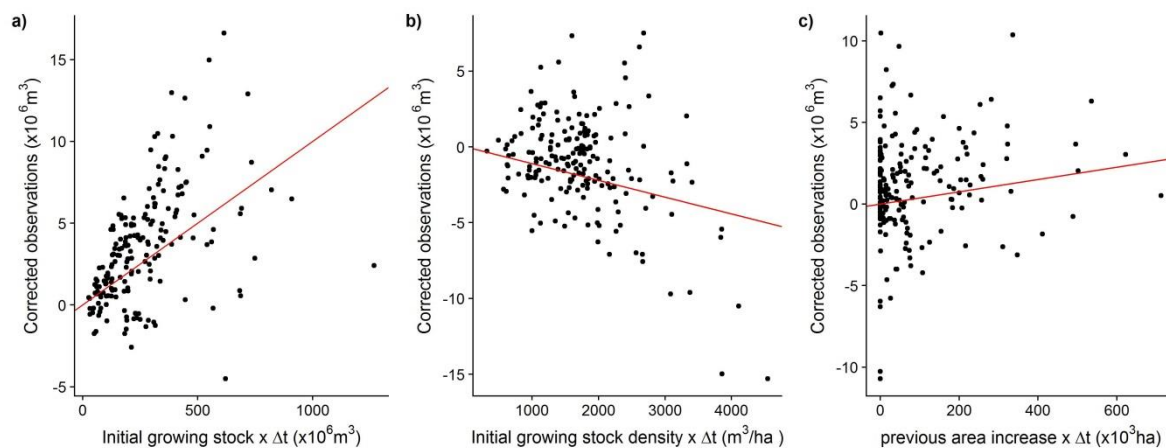 a)
Corrected observations (x10⁶m³)
15
10
5
0
-5
0
500
1000
Initial growing stock x Δt (x10⁶m³)
b)
Corrected observations (x10⁶m³)
5
0
-5
-10
-15
1000
2000
3000
4000
Initial growing stock density x Δt (m³/ha)
c)
Corrected observations (x10⁶m³)
10
5
0
-5
-10
0
200
400
600
previous area increase x Δt (x10³ha)